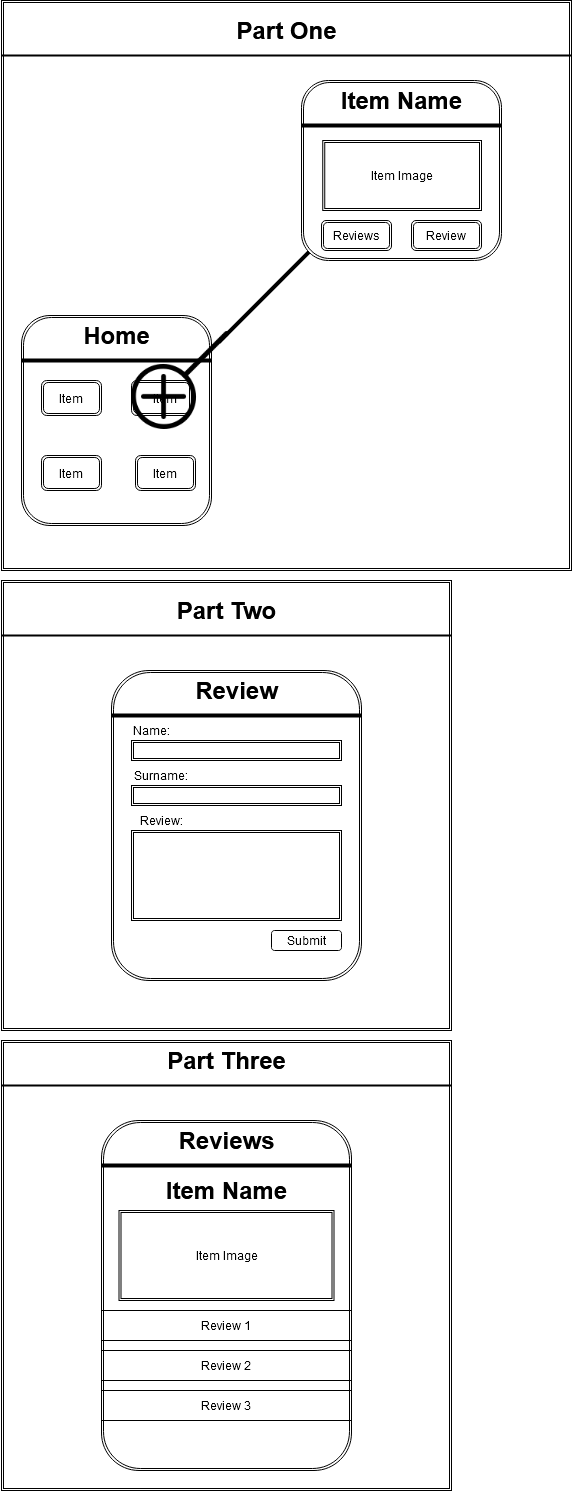 Part One
Item Name
Item Image
Reviews Review
Home
Item Item
Item Item
Part Two
Review
Name:
Surname:
Review:
Submit
Part Three
Reviews
Item Name
Item Image
Review 1
Review 2
Review 3